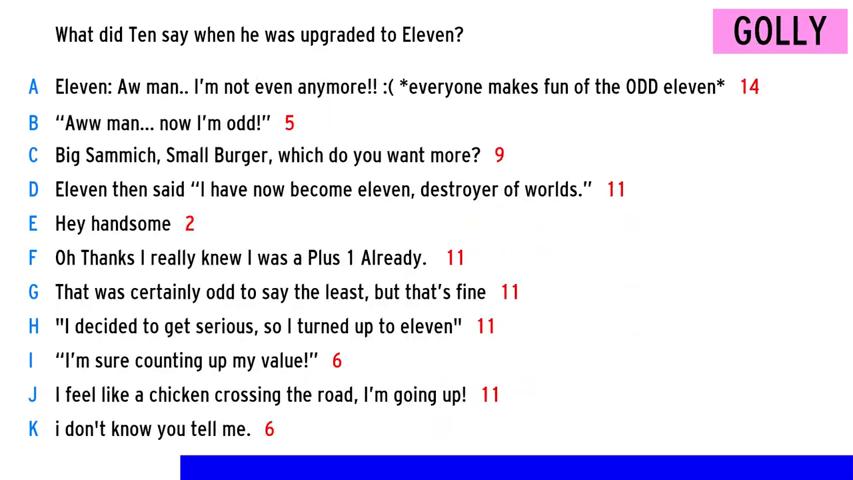 GOLLY
What did Ten say when he was upgraded to Eleven?
A Eleven: Aw man.. I'm not even anymore!! :( *everyone makes fun of the ODD eleven* 14
B “Aww man... now I'm odd!” 5
C Big Sammich, Small Burger, which do you want more? 9
D Eleven then said “I have now become eleven, destroyer of worlds.” 11
E Hey handsome 2
F Oh Thanks I really knew I was a Plus 1 Already. 11
G That was certainly odd to say the least, but that's fine 11
H "I decided to get serious, so I turned up to eleven" 11
I “I'm sure counting up my value!” 6
J I feel like a chicken crossing the road, I'm going up! 11
K i don't know you tell me. 6